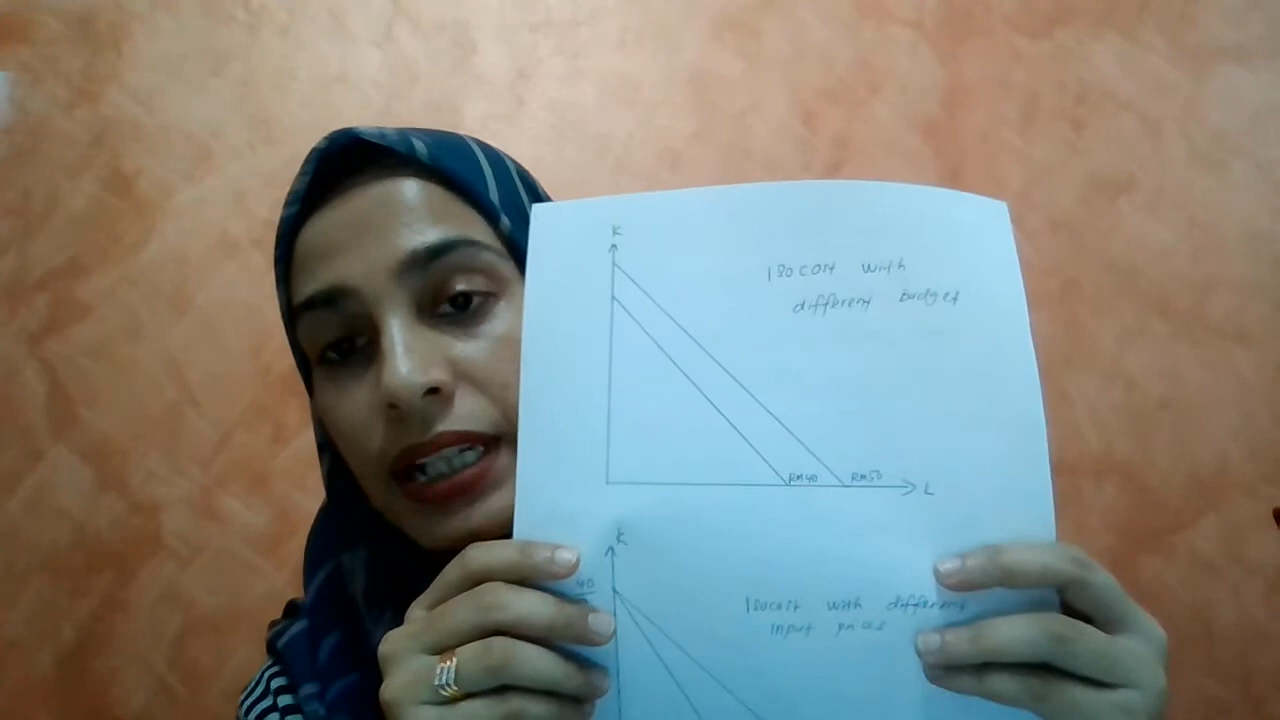 K
Isocost with
different budget
RM40 RM50
L
K
40
Isocost with different
input prices